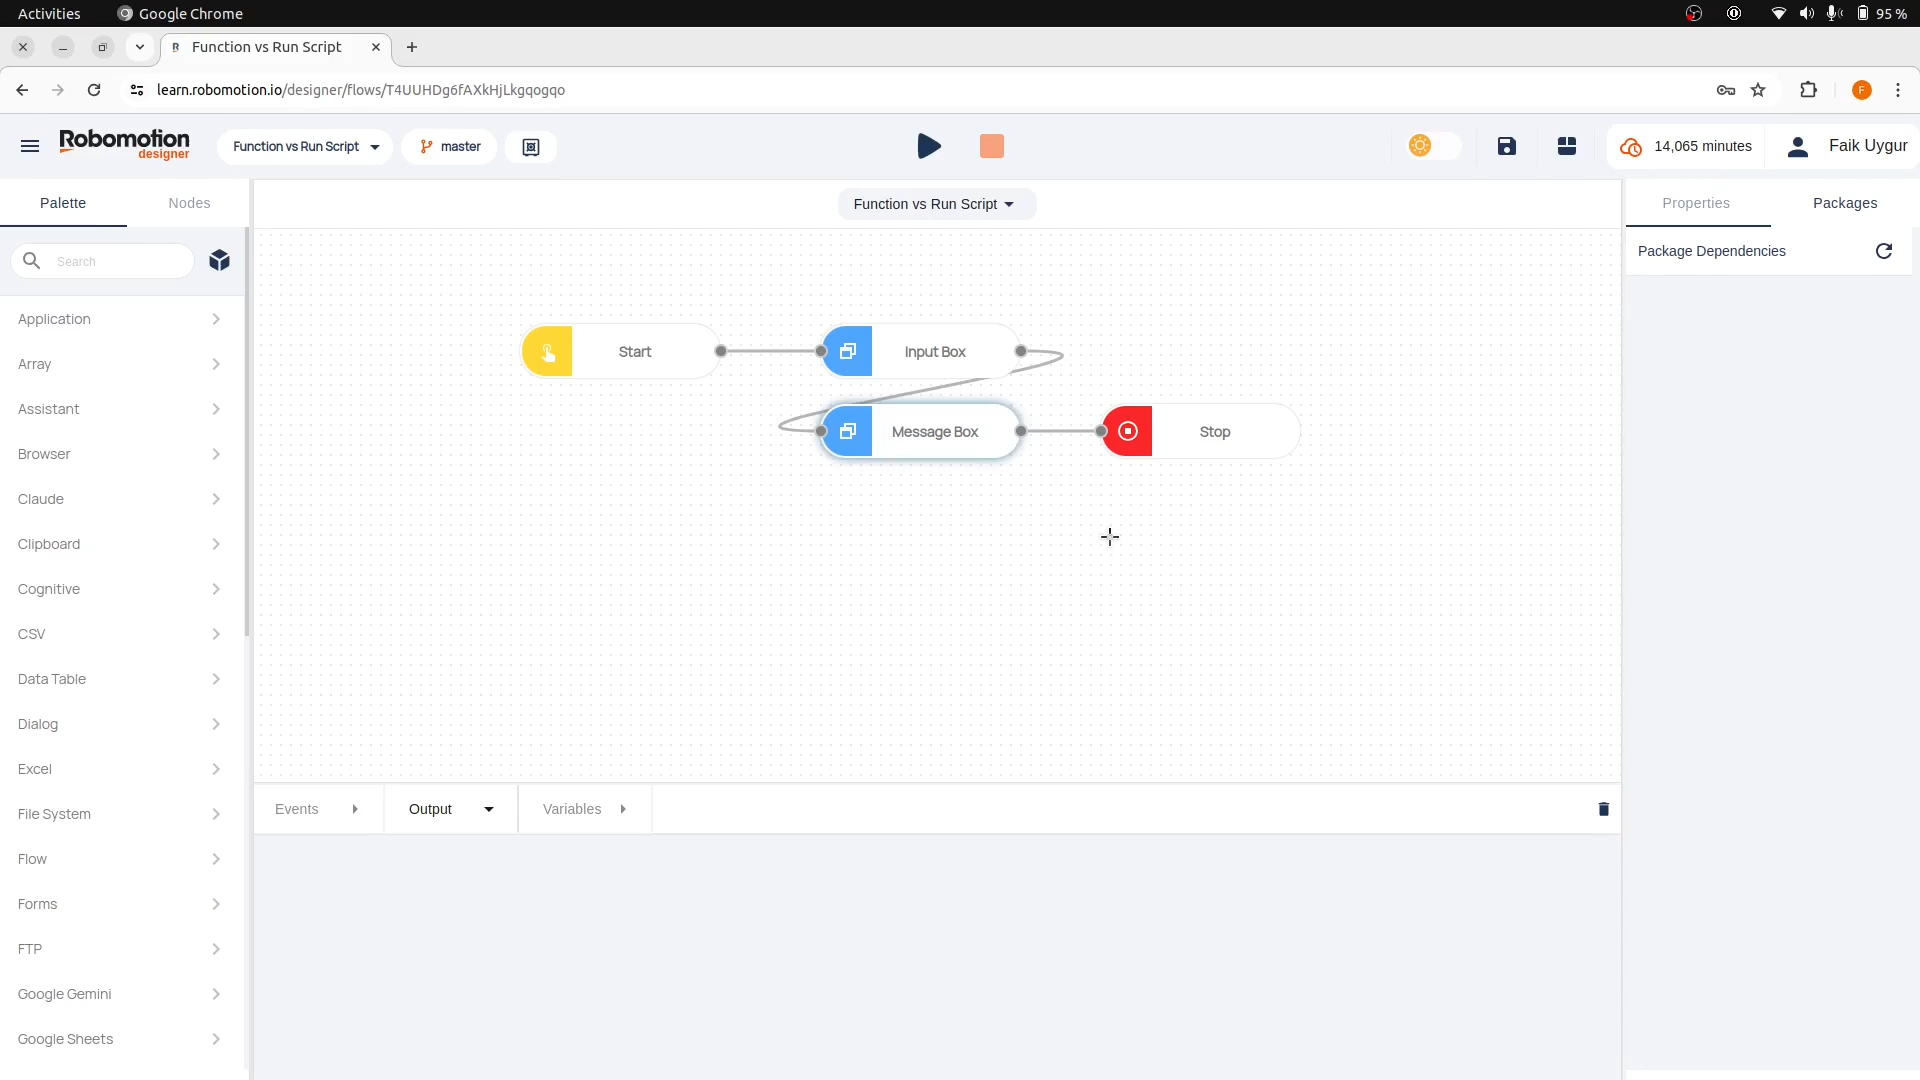 Activities
Google Chrome
95 %
Function vs Run Script
learn.robomotion.io/designer/flows/T4UUHDg6fAXkHjLkgqogqo
F
Robomotion
designer
Function vs Run Script
master
14,065 minutes
Faik Uygur
Palette
Nodes
Function vs Run Script
Properties
Packages
Search
Package Dependencies
Application
Array
Assistant
Browser
Claude
Clipboard
Cognitive
CSV
Data Table
Dialog
Excel
File System
Flow
Forms
FTP
Google Gemini
Google Sheets
Start
Input Box
Message Box
Stop
Events
Output
Variables